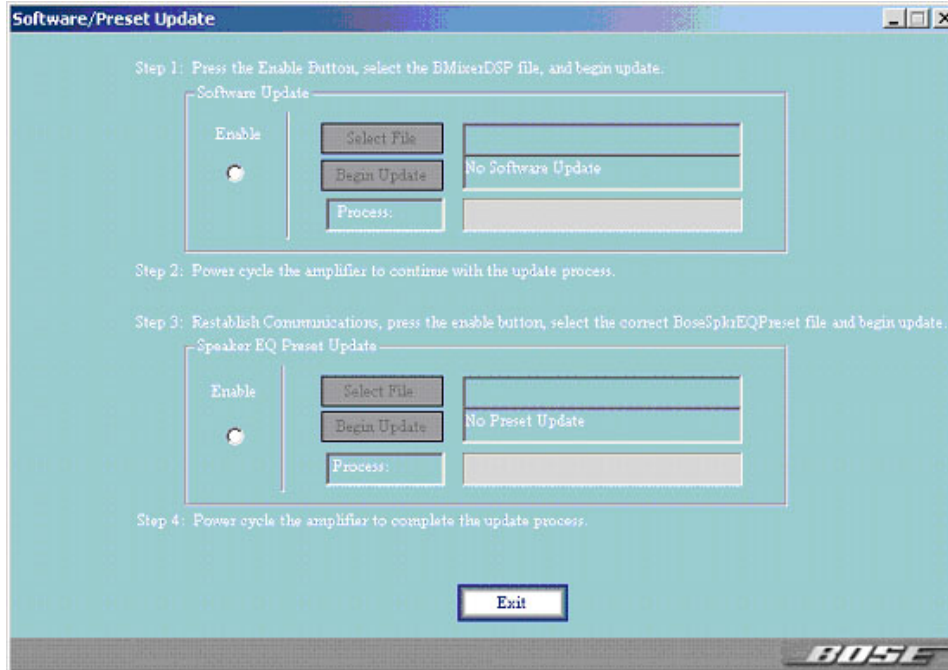 Software/Preset Update
Step 1: Press the Enable Button, select the BMixerDSP file, and begin update.
Software Update
Enable
Select File
Begin Update
No Software Update
Process:
Step 2: Power cycle the amplifier to continue with the update process.
Step 3: Restablish Communications, press the enable button, select the correct BoseSpkrEQPreset file and begin update.
Speaker EQ Preset Update
Enable
Select File
Begin Update
No Preset Update
Process:
Step 4: Power cycle the amplifier to complete the update process.
Exit
BOSE